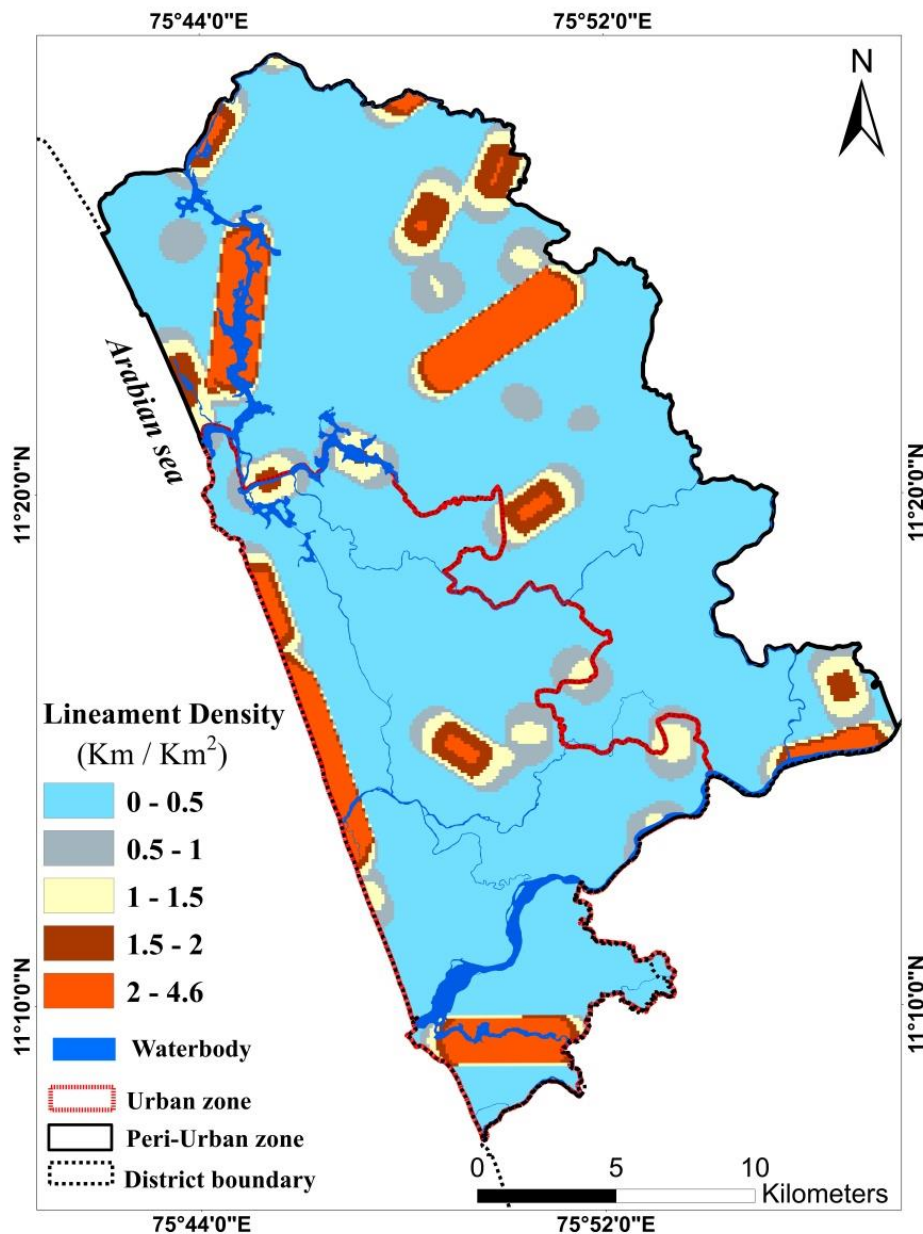 75°44'0"E
75°52'0"E
N
Arabian sea
11°20'0"N
11°20'0"N
Lineament Density
(Km / Km²)
0 - 0.5
0.5 - 1
1 - 1.5
1.5 - 2
2 - 4.6
Waterbody
Urban zone
Peri-Urban zone
District boundary
11°10'0"N
11°10'0"N
0 5 10
Kilometers
75°44'0"E
75°52'0"E